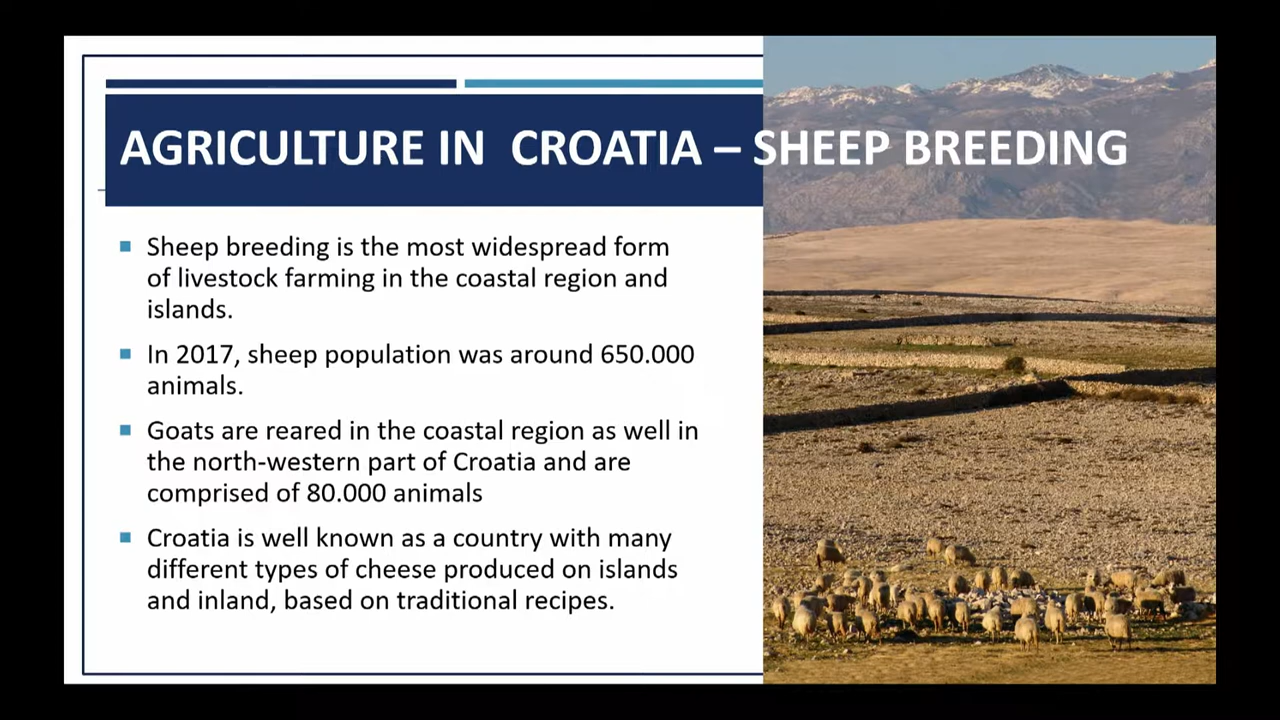 AGRICULTURE IN CROATIA – SHEEP BREEDING
Sheep breeding is the most widespread form
of livestock farming in the coastal region and
islands.
In 2017, sheep population was around 650.000
animals.
Goats are reared in the coastal region as well in
the north-western part of Croatia and are
comprised of 80.000 animals
Croatia is well known as a country with many
different types of cheese produced on islands
and inland, based on traditional recipes.